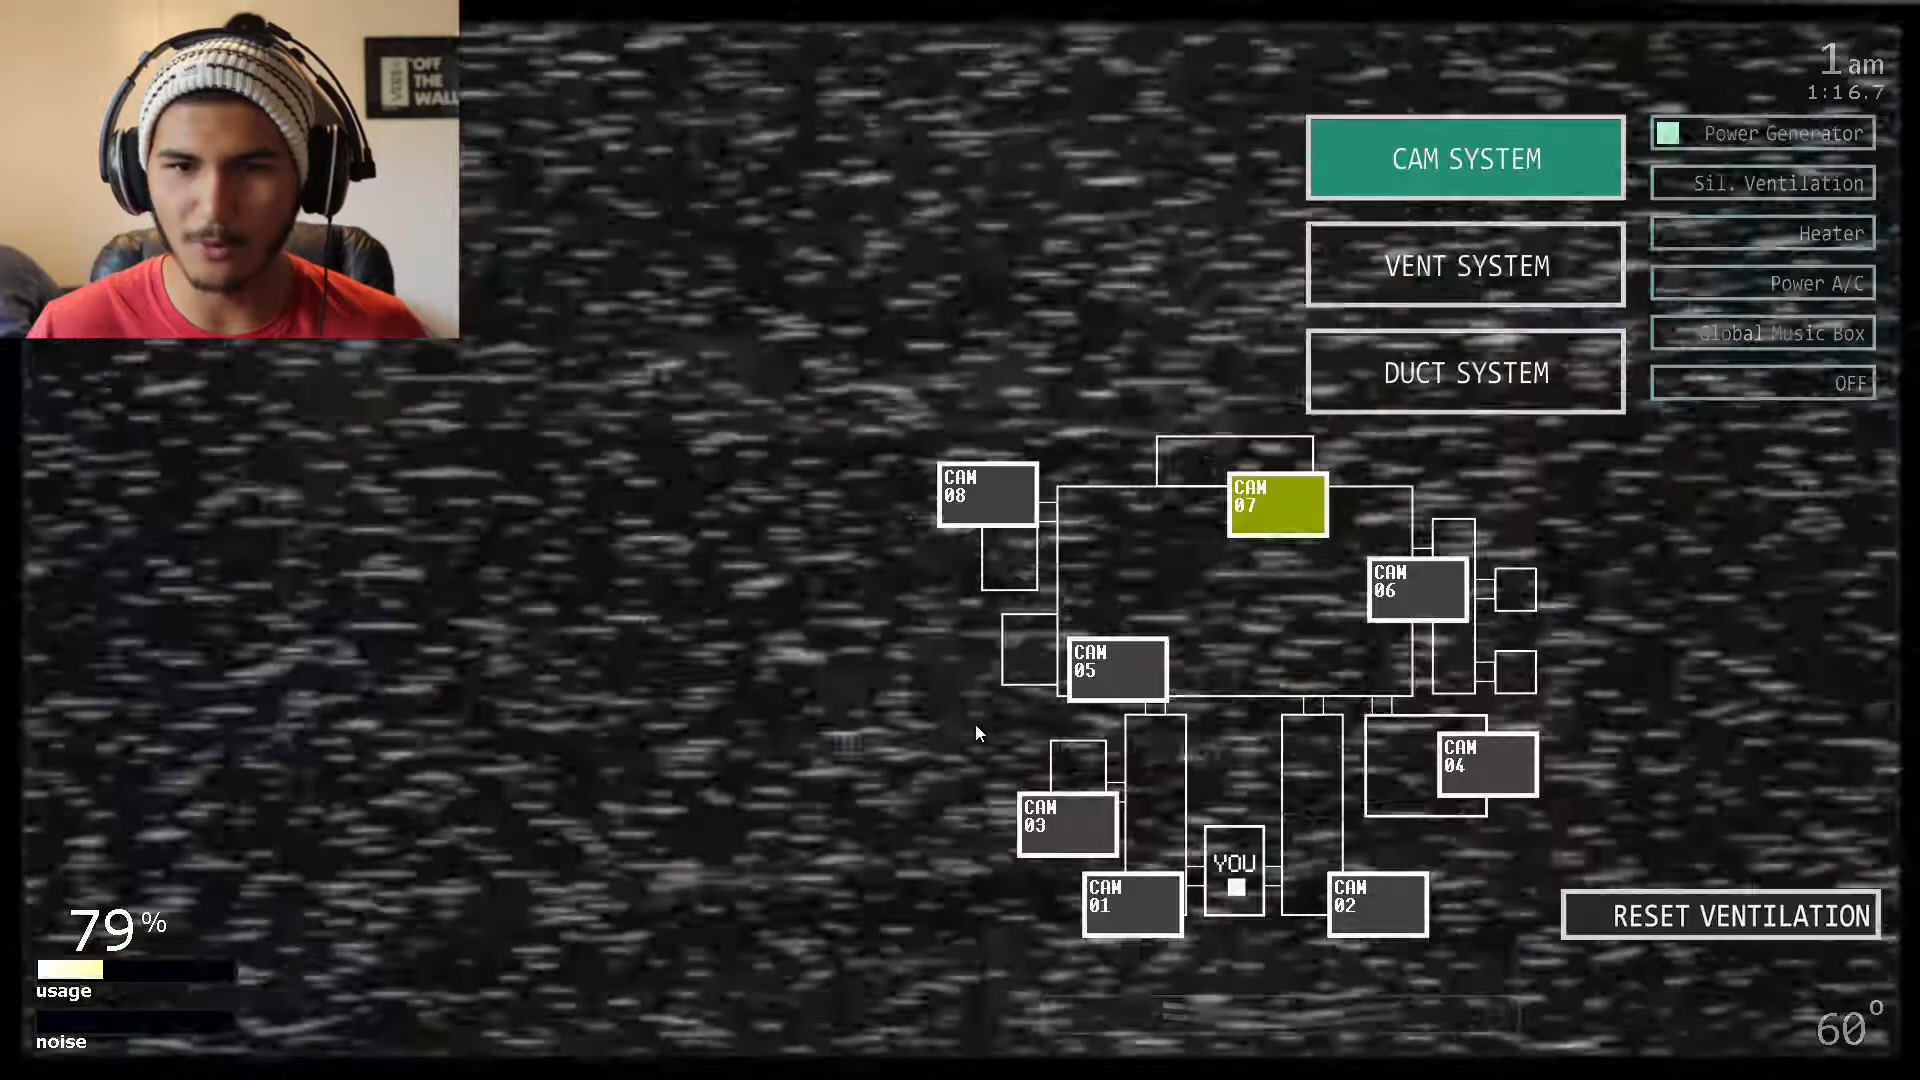 'OFF
THE
WALL
1 am
1:16.7
CAM SYSTEM
Power Generator
Sil. Ventilation
VENT SYSTEM
Heater
Power A/C
DUCT SYSTEM
Global Music Box
OFF
CAM
08
CAM
07
CAM
06
CAM
05
CAM
04
CAM
03
YOU
CAM
01
CAM
02
RESET VENTILATION
79%
usage
noise
60°